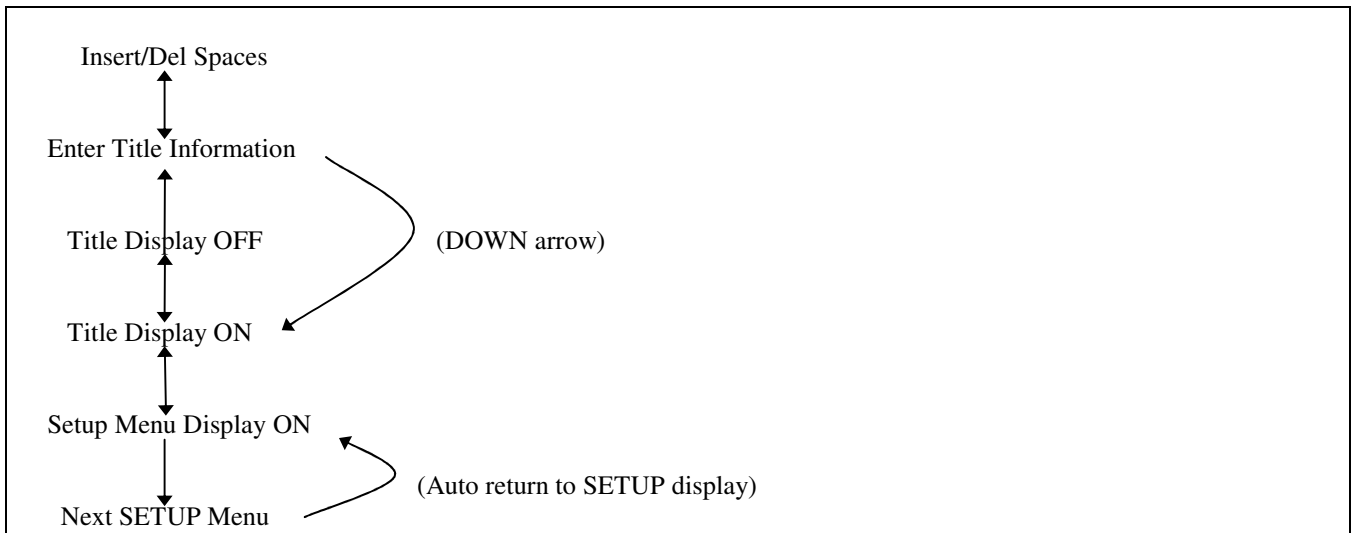 Insert/Del Spaces
Enter Title Information
Title Display OFF
(DOWN arrow)
Title Display ON
Setup Menu Display ON
(Auto return to SETUP display)
Next SETUP Menu